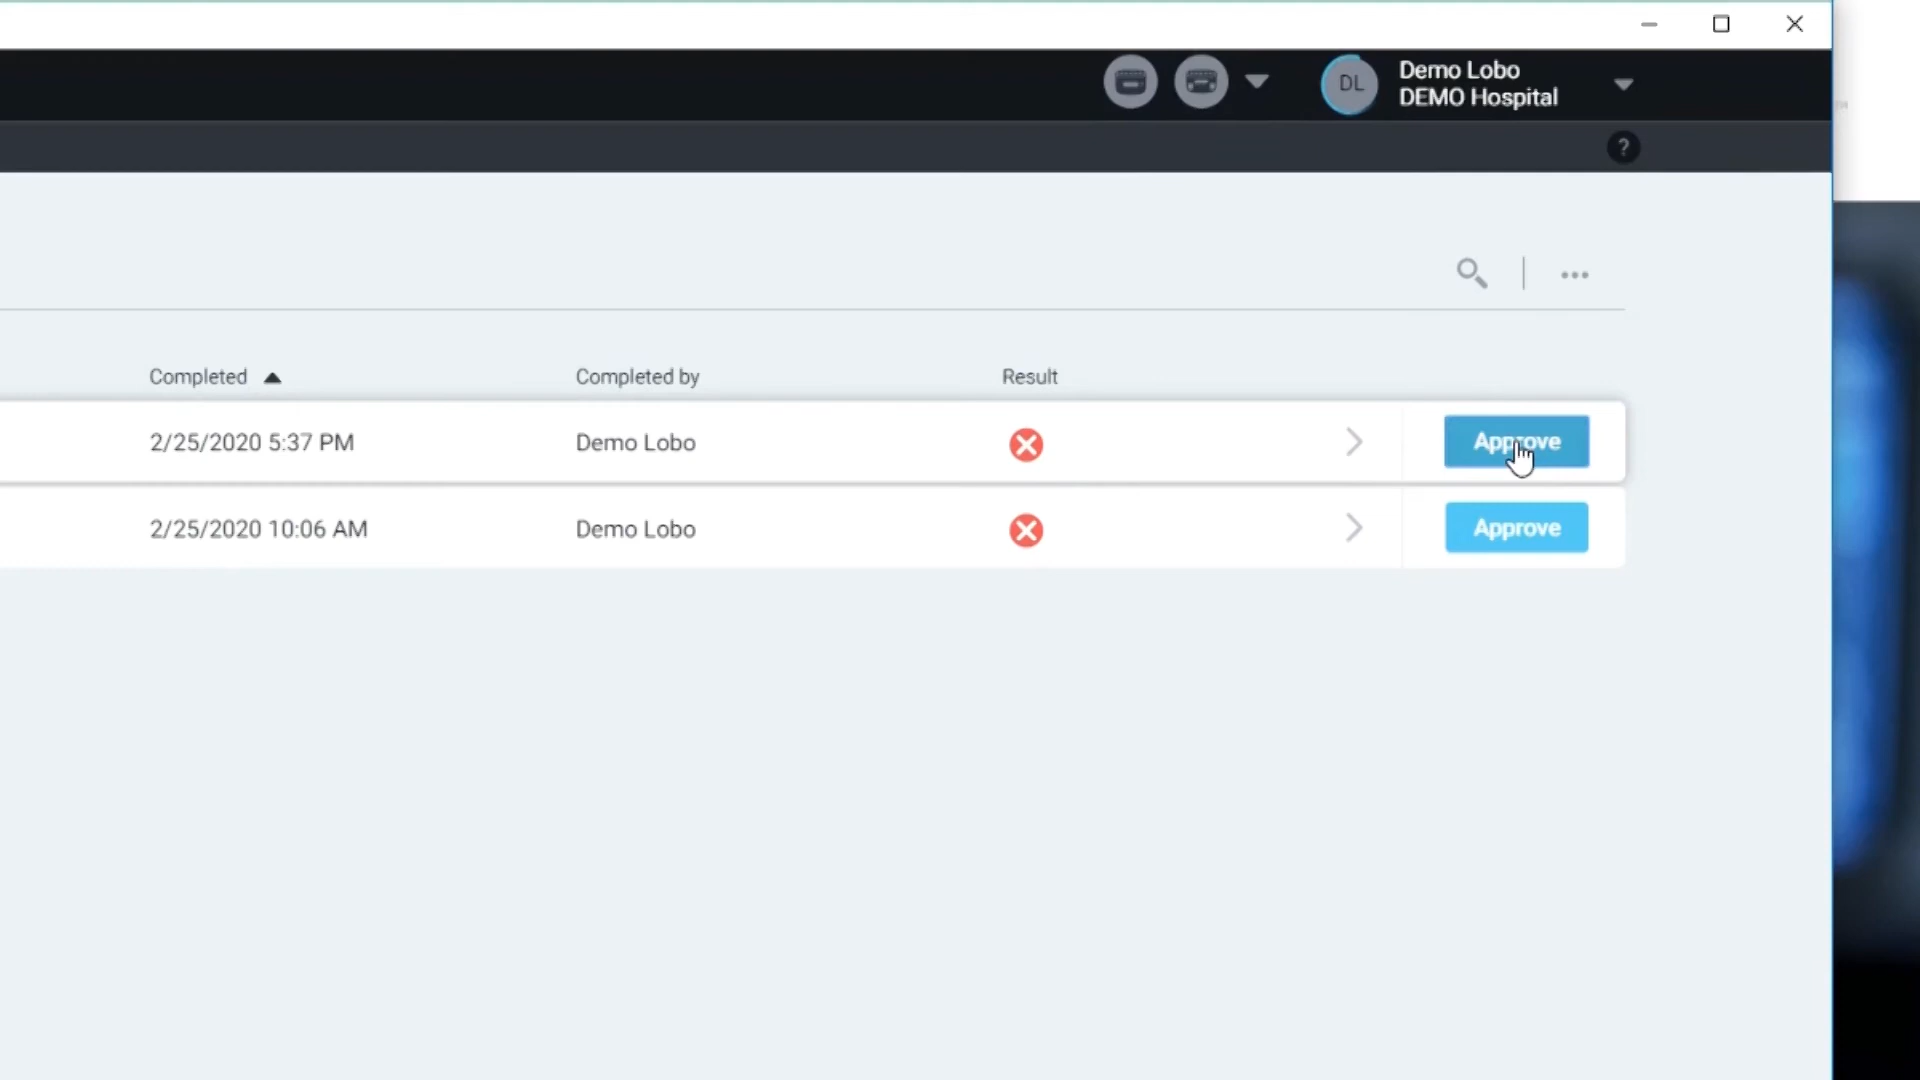 DL
Demo Lobo
DEMO Hospital
?
Completed
Completed by
Result
2/25/2020 5:37 PM
Demo Lobo
Approve
2/25/2020 10:06 AM
Demo Lobo
Approve